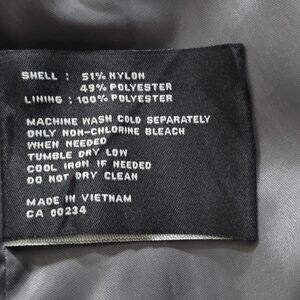 SHELL : 51% NYLON
49% POLYESTER
LINING : 100% POLYESTER
MACHINE WASH COLD SEPARATELY
ONLY NON-CHLORINE BLEACH
WHEN NEEDED
TUMBLE DRY LOW
COOL IRON IF NEEDED
DO NOT DRY CLEAN
MADE IN VIETNAM
CA 00234